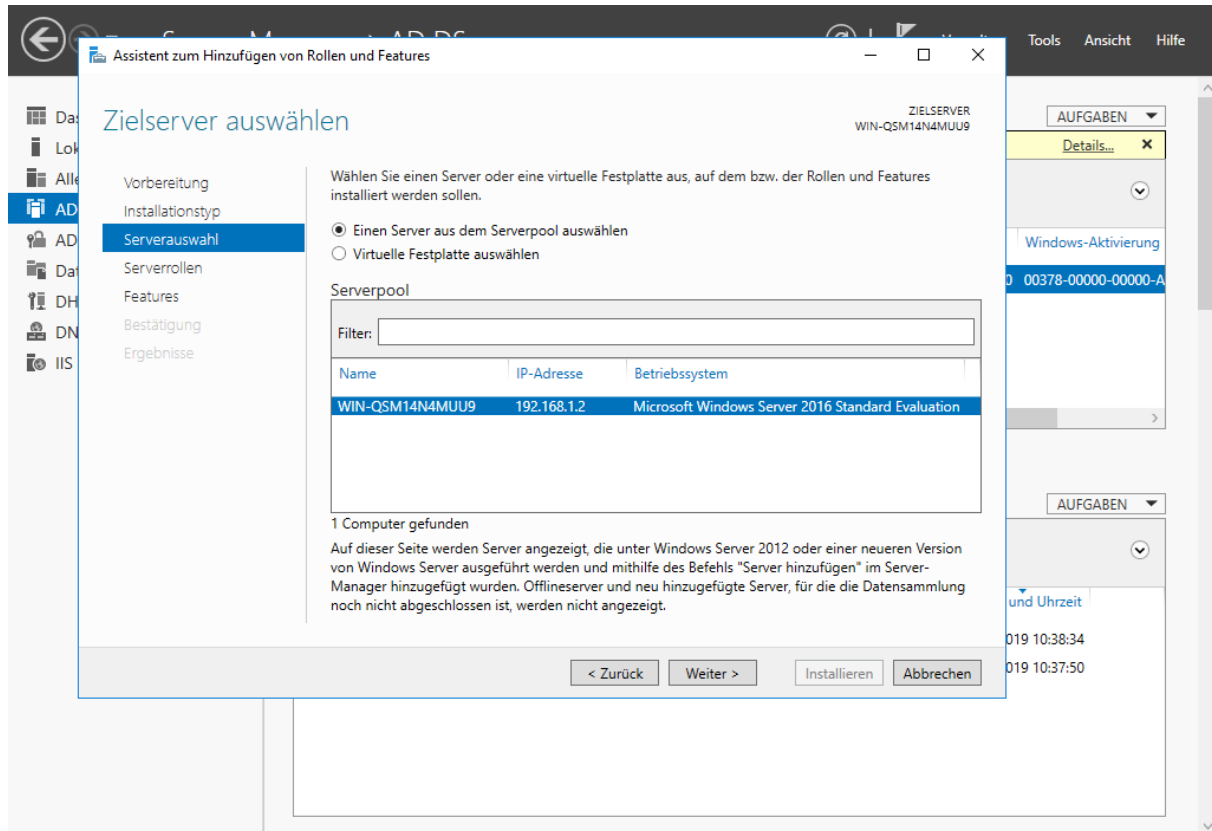 Tools Ansicht Hilfe
Assistent zum Hinzufügen von Rollen und Features
Zielserver auswählen
ZIELSERVER
WIN-QSM14N4MUU9
Vorbereitung
Installationstyp
Serverauswahl
Serverrollen
Features
Bestätigung
Ergebnisse
Wählen Sie einen Server oder eine virtuelle Festplatte aus, auf dem bzw. der Rollen und Features
installiert werden sollen.
Einen Server aus dem Serverpool auswählen
Virtuelle Festplatte auswählen
Serverpool
Filter:
Name IP-Adresse Betriebssystem
WIN-QSM14N4MUU9 192.168.1.2 Microsoft Windows Server 2016 Standard Evaluation
1 Computer gefunden
Auf dieser Seite werden Server angezeigt, die unter Windows Server 2012 oder einer neueren Version
von Windows Server ausgeführt werden und mithilfe des Befehls "Server hinzufügen" im Server-
Manager hinzugefügt wurden. Offlineserver und neu hinzugefügte Server, für die die Datensammlung
noch nicht abgeschlossen ist, werden nicht angezeigt.
< Zurück Weiter > Installieren Abbrechen
Das
Lok
Alle
AD
AD
Dat
DH
DN
IIS
AUFGABEN
Details...
Windows-Aktivierung
0 00378-00000-00000-A
AUFGABEN
und Uhrzeit
019 10:38:34
019 10:37:50